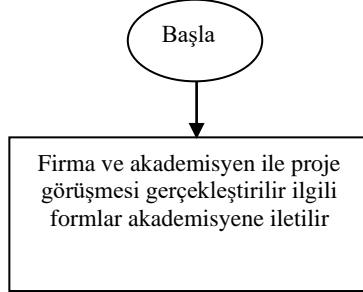 Başla
Firma ve akademisyen ile proje
görüşmesi gerçekleştirilir ilgili
formlar akademisyene iletilir